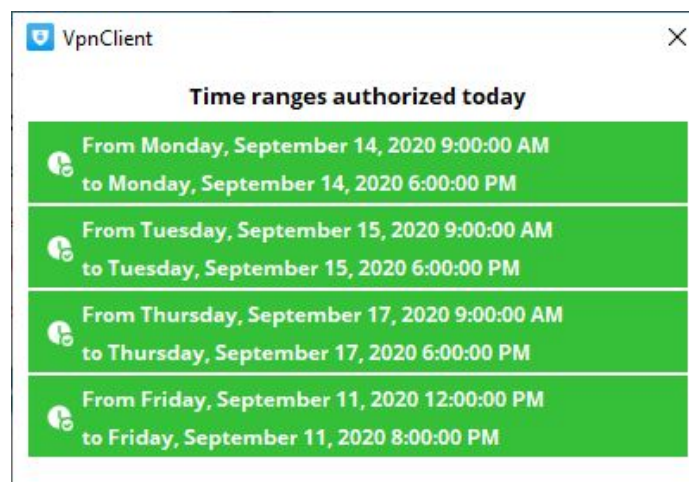 VpnClient
Time ranges authorized today
From Monday, September 14, 2020 9:00:00 AM
to Monday, September 14, 2020 6:00:00 PM
From Tuesday, September 15, 2020 9:00:00 AM
to Tuesday, September 15, 2020 6:00:00 PM
From Thursday, September 17, 2020 9:00:00 AM
to Thursday, September 17, 2020 6:00:00 PM
From Friday, September 11, 2020 12:00:00 PM
to Friday, September 11, 2020 8:00:00 PM